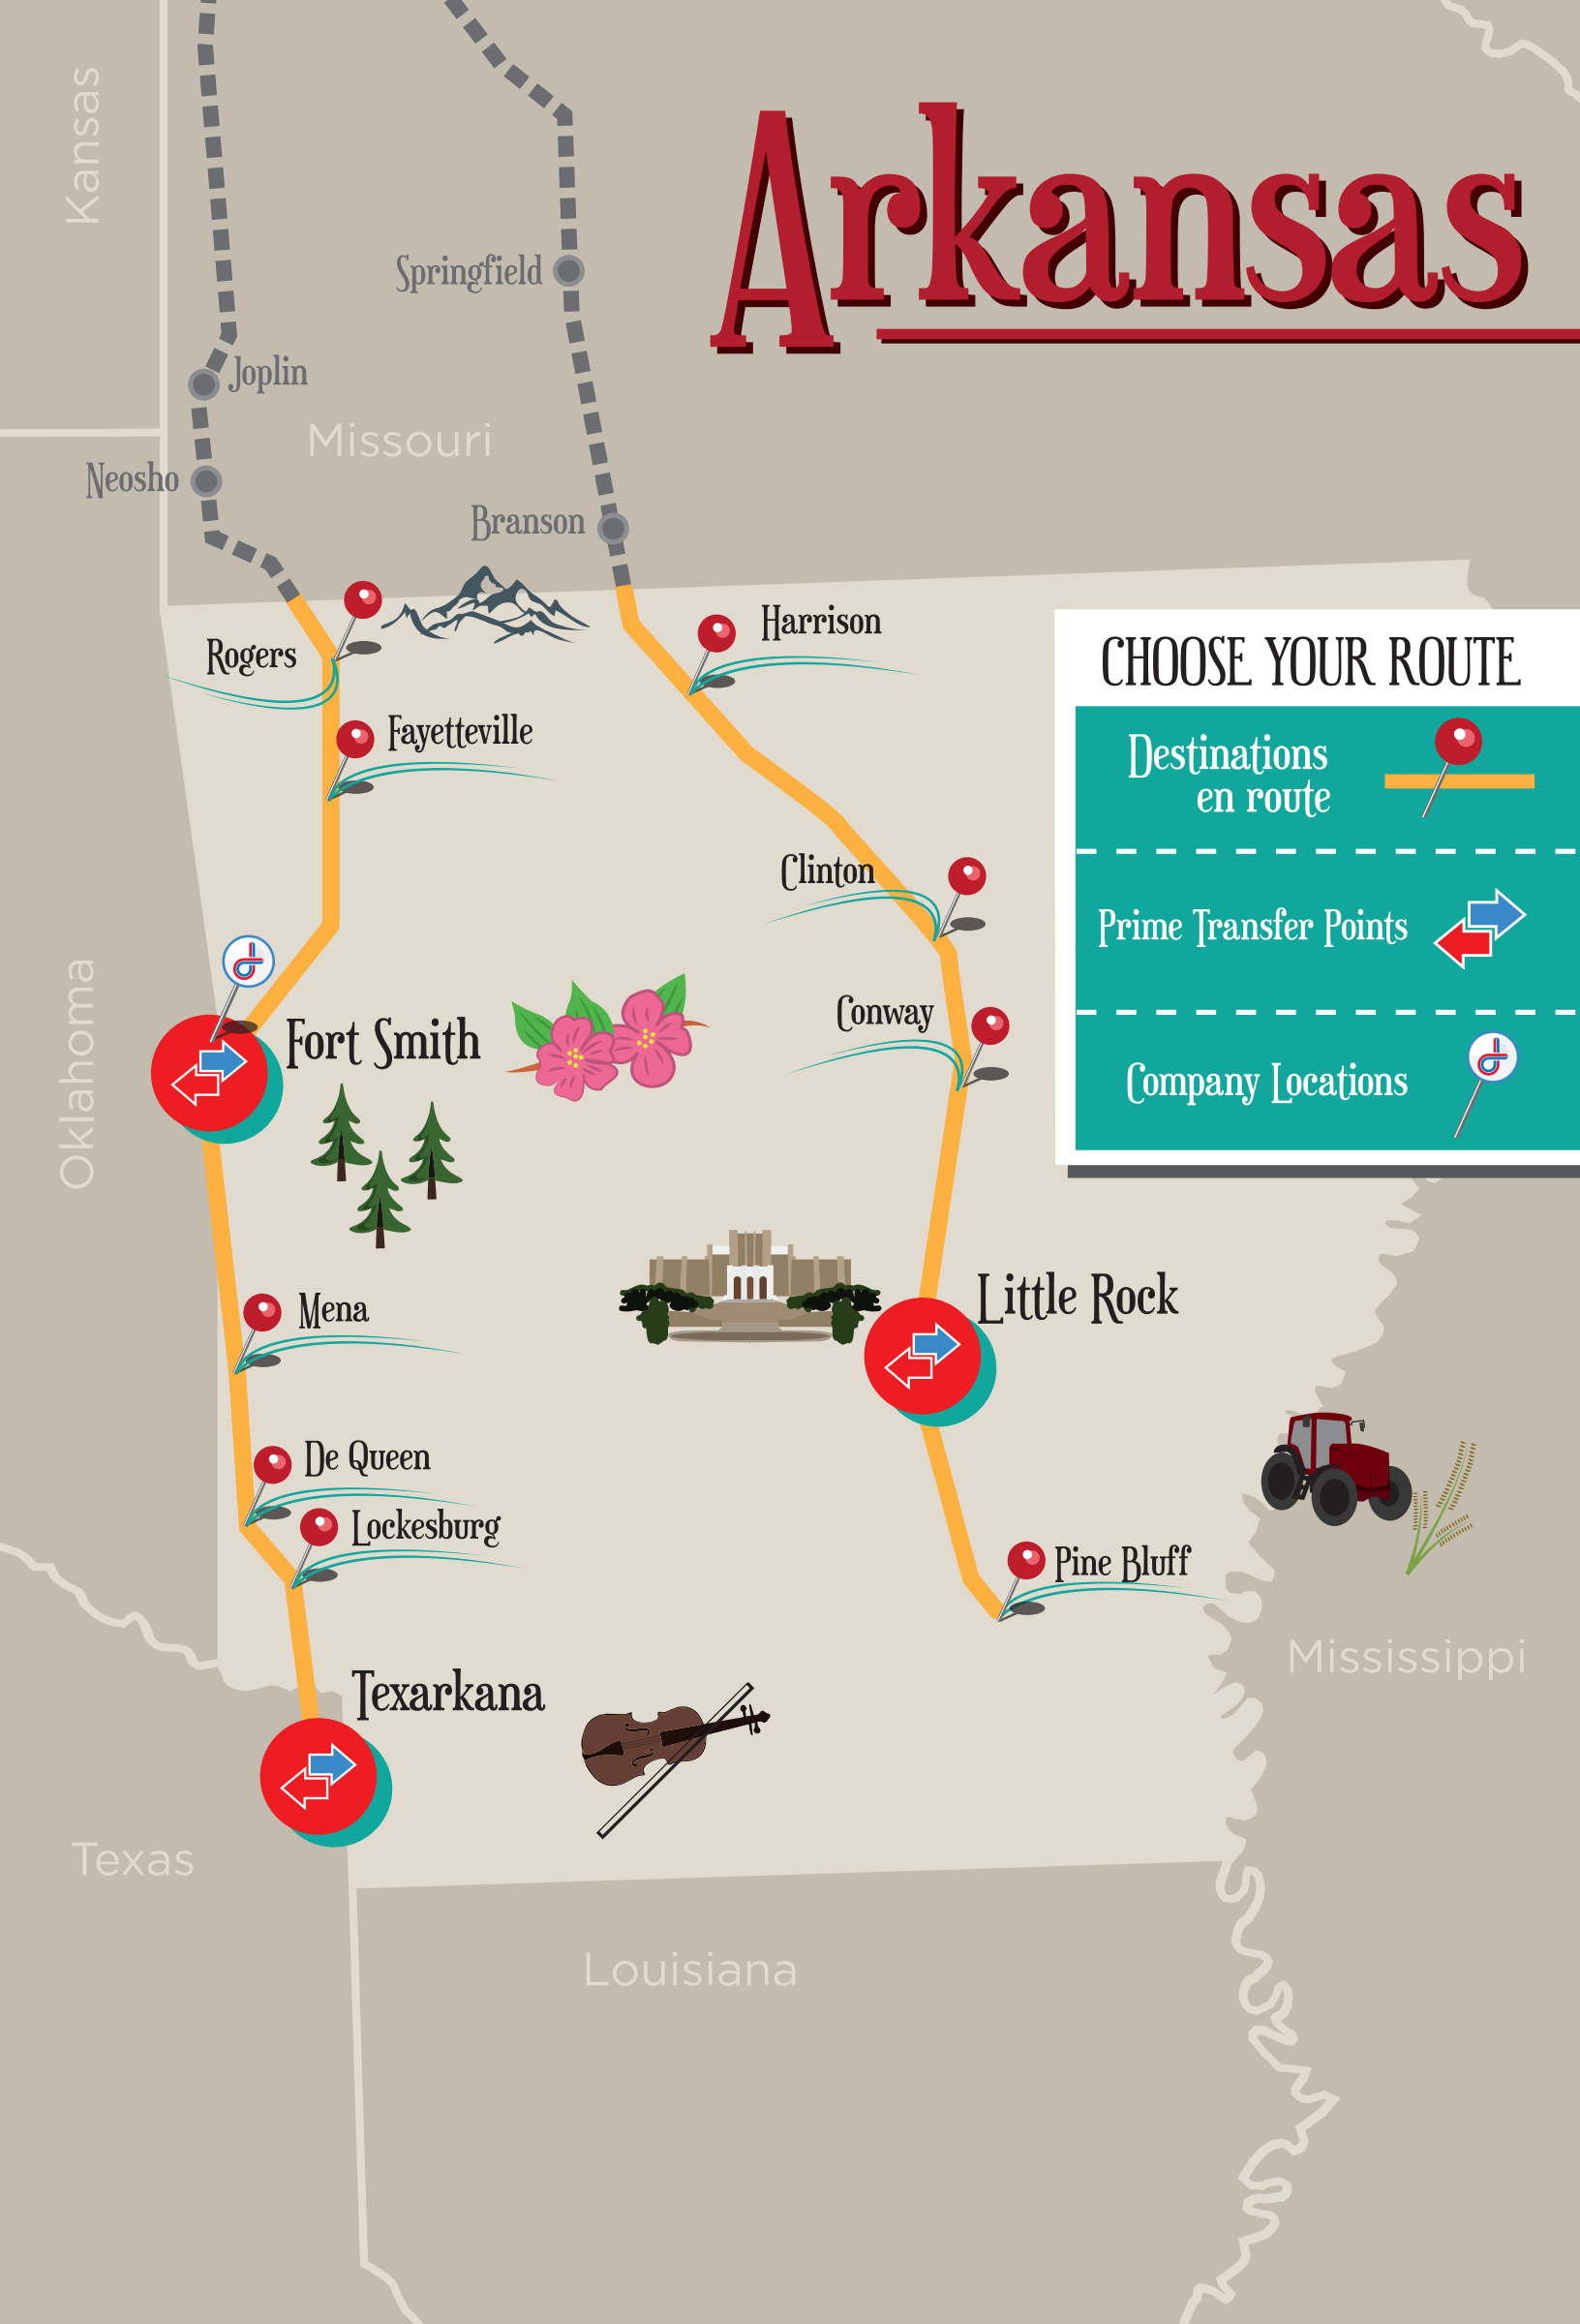 Kansas
Arkansas
Springfield
Joplin
Missouri
Neosho
Branson
Harrison
Rogers
Fayetteville
CHOOSE YOUR ROUTE
Destinations
en route
Prime Transfer Points
Company Locations
Clinton
Conway
Oklahoma
Fort Smith
Little Rock
Mena
De Queen
Lockesburg
Pine Bluff
Mississippi
Texarkana
Texas
Louisiana